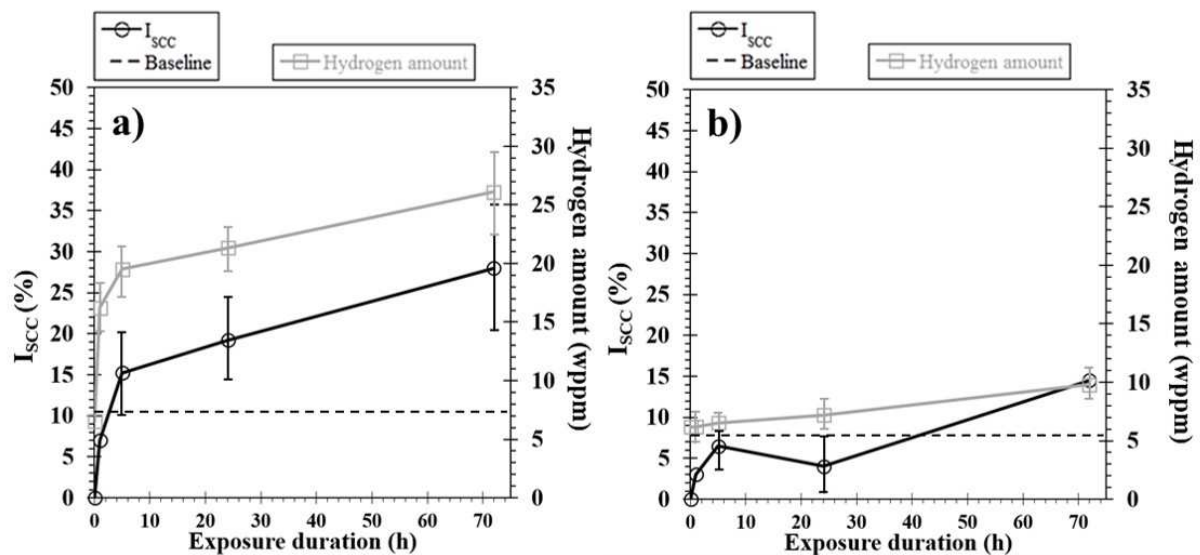 I_SCC
Baseline
Hydrogen amount
a)
50
45
40
35
30
25
20
15
10
5
0
I_SCC (%)
35
30
25
20
15
10
5
0
Hydrogen amount (wppm)
0 10 20 30 40 50 60 70
Exposure duration (h)
I_SCC
Baseline
Hydrogen amount
b)
50
45
40
35
30
25
20
15
10
5
0
I_SCC (%)
35
30
25
20
15
10
5
0
Hydrogen amount (wppm)
0 10 20 30 40 50 60 70
Exposure duration (h)